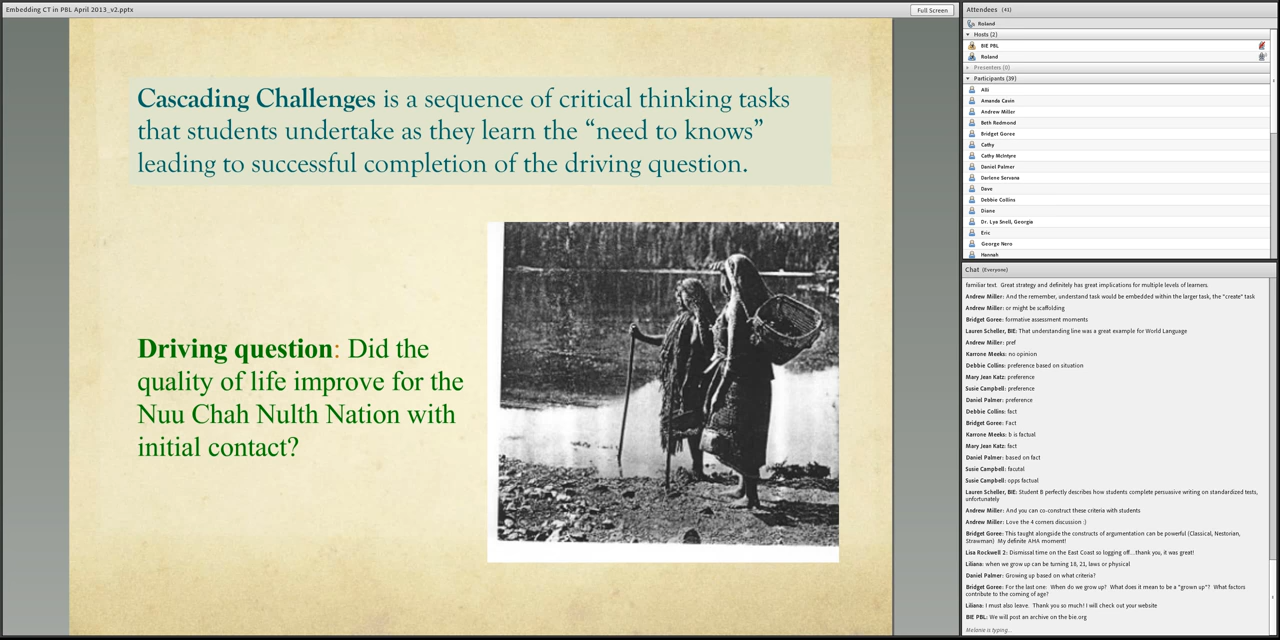 Embedding CT in PBL April 2013_v2.pptx
Full Screen
Cascading Challenges is a sequence of critical thinking tasks
that students undertake as they learn the “need to knows”
leading to successful completion of the driving question.
Driving question: Did the
quality of life improve for the
Nuu Chah Nulth Nation with
initial contact?
Attendees (41)
Roland
Hosts (2)
BIE PBL
Roland
Presenters (0)
Participants (39)
Alli
Amanda Cavin
Andrew Miller
Beth Redmond
Bridget Goree
Cathy
Cathy McIntyre
Daniel Palmer
Darlene Servana
Dave
Debbie Collins
Diane
Dr. Lya Snell, Georgia
Eric
George Nero
Hannah
Chat (Everyone)
familiar text. Great strategy and definitely has great implications for multiple levels of learners.
Andrew Miller: And the remember, understand task would be embedded within the larger task, the "create" task
Andrew Miller: or might be scaffolding
Bridget Goree: formative assessment moments
Lauren Scheller, BIE: That understanding line was a great example for World Language
Andrew Miller: pref
Karrone Meeks: no opinion
Debbie Collins: preference based on situation
Mary Jean Katz: preference
Susie Campbell: preference
Daniel Palmer: preference
Debbie Collins: fact
Bridget Goree: Fact
Karrone Meeks: b is factual
Mary Jean Katz: fact
Daniel Palmer: based on fact
Susie Campbell: facutal
Susie Campbell: opps factual
Lauren Scheller, BIE: Student B perfectly describes how students complete persuasive writing on standardized tests,
unfortunately
Andrew Miller: And you can co-construct these criteria with students
Andrew Miller: Love the 4 corners discussion :)
Bridget Goree: This taught alongside the constructs of argumentation can be powerful (Classical, Nestorian,
Strawman) My definite AHA moment!
Lisa Rockwell 2: Dismissal time on the East Coast so logging off...thank you, it was great!
Liliana: when we grow up can be turning 18, 21, laws or physical
Daniel Palmer: Growing up based on what criteria?
Bridget Goree: For the last one: When do we grow up? What does it mean to be a "grown up"? What factors
contribute to the coming of age?
Liliana: I must also leave. Thank you so much! I will check out your website
BIE PBL: We will post an archive on the bie.org
Melanie is typing...